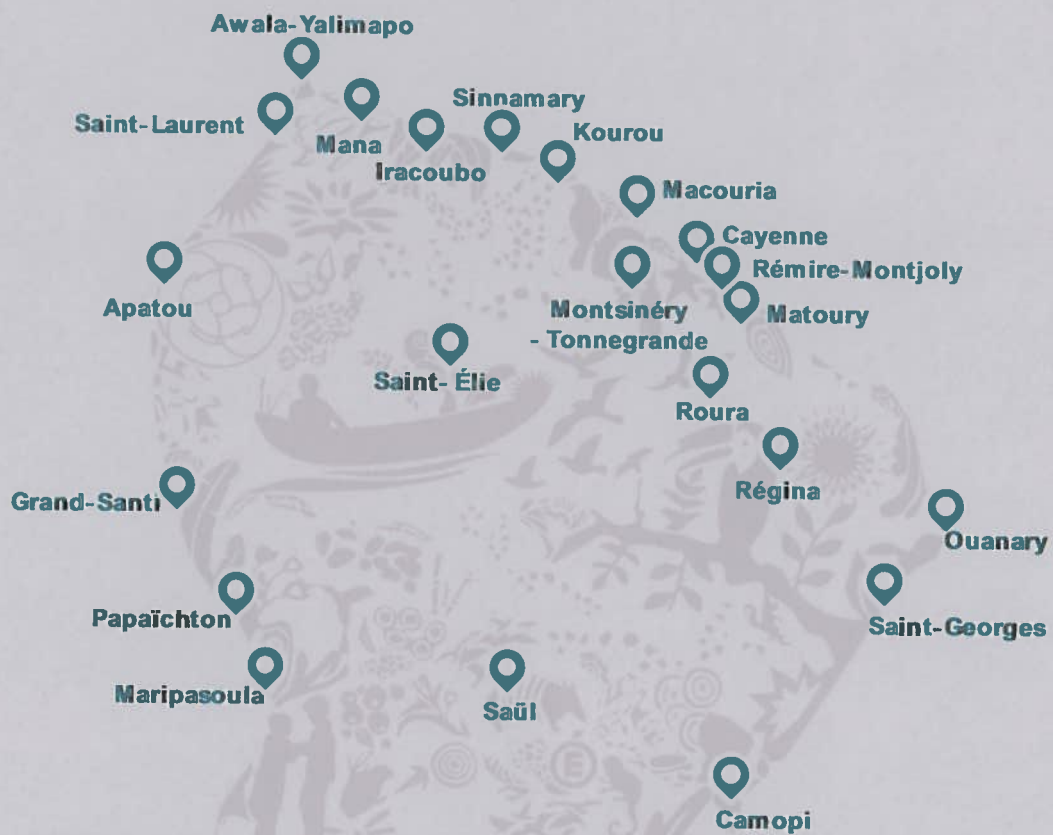 Awala-Yalimapo
Sinnamary
Saint-Laurent
Kourou
Mana
Iracoubo
Macouria
Cayenne
Rémire-Montjoly
Apatou
Montsinéry
- Tonnegrande
Matoury
Saint- Élie
Roura
Régina
Grand-Santi
Ouanary
Papaïchton
Saint-Georges
Maripasoula
Saül
E
Camopi